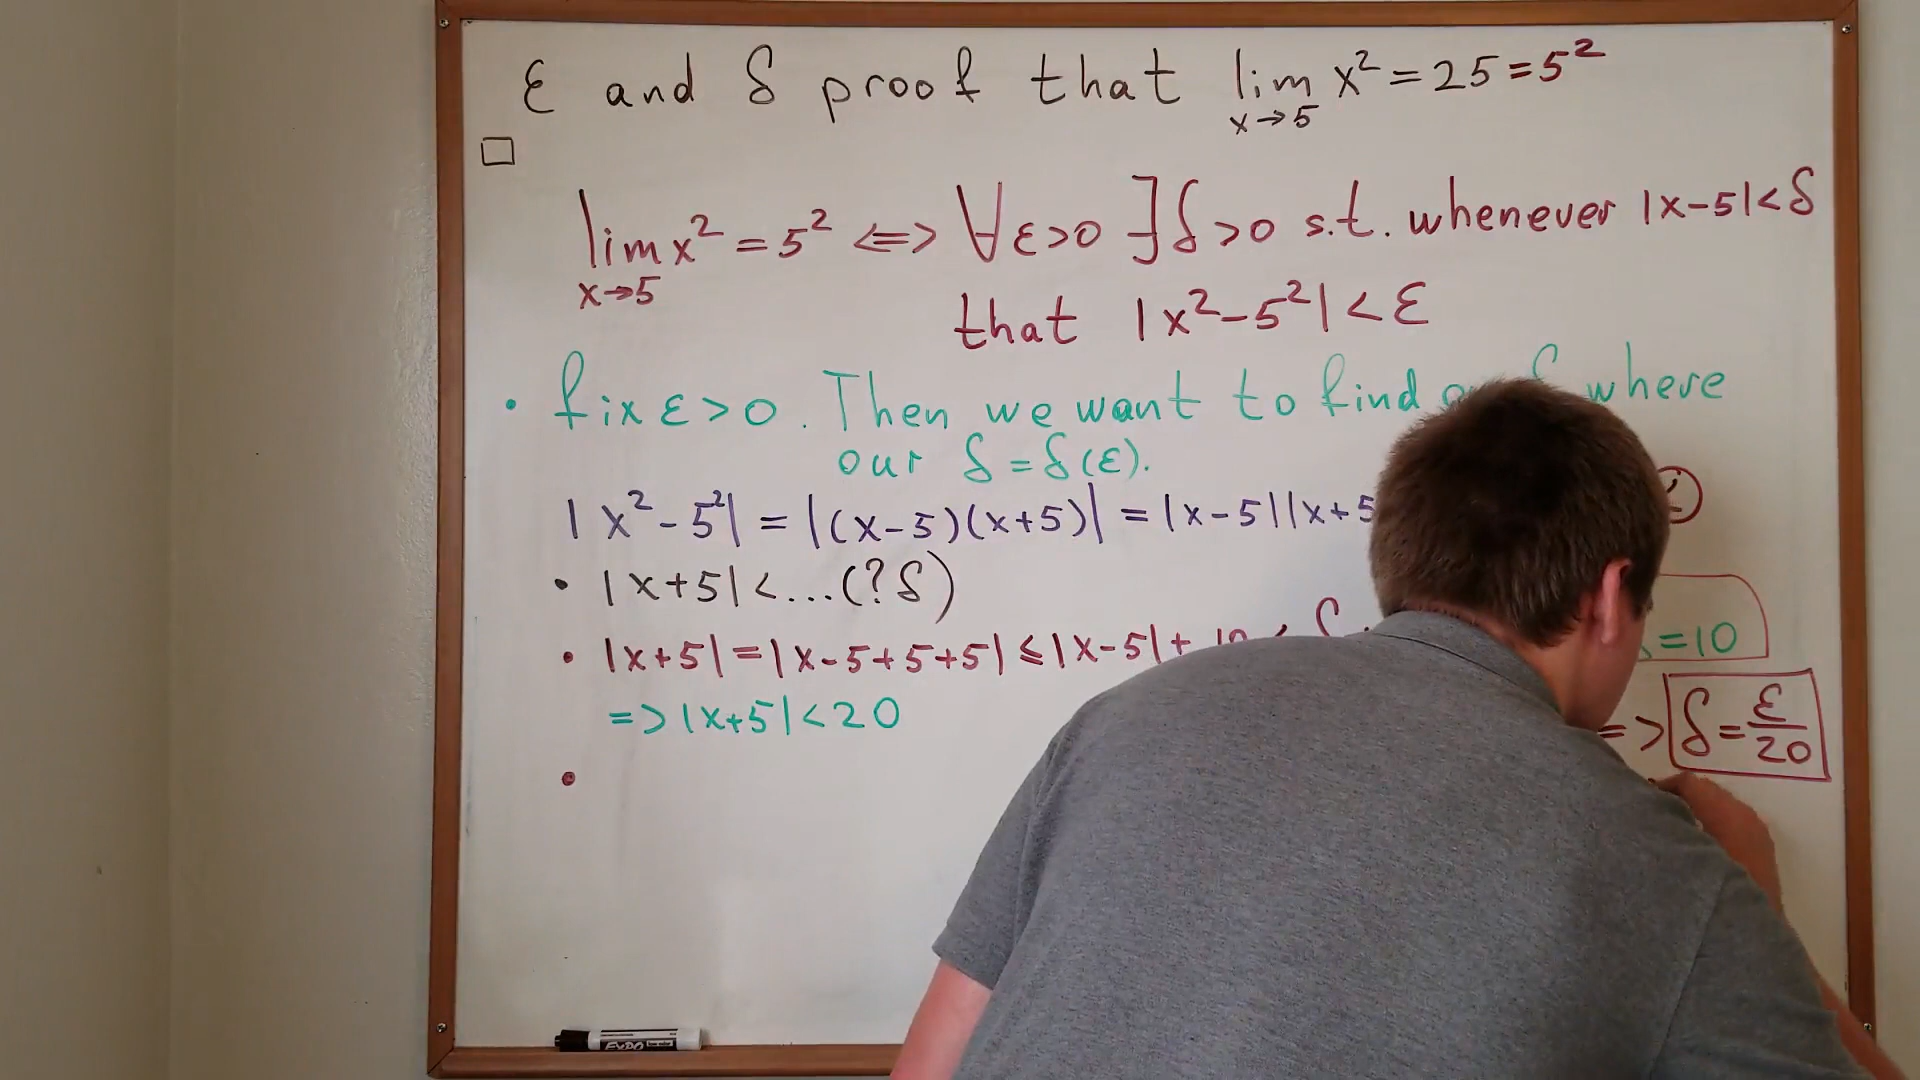 ε and δ proof that lim x→5 x² = 25 = 5²
lim x→5 x² = 5² <=> ∀ε>0 ∃δ>0 s.t. whenever |x-5|<δ
that |x²-5²| < ε
• fix ε>0. Then we want to find δ where
our δ = δ(ε).
|x²-5²| = |(x-5)(x+5)| = |x-5||x+5
• |x+5| < ...(? δ)
• |x+5| = |x-5+5+5| ≤ |x-5| + 10 < δ
=10
=> |x+5| < 20
=> δ = ε/20
•
EXPO